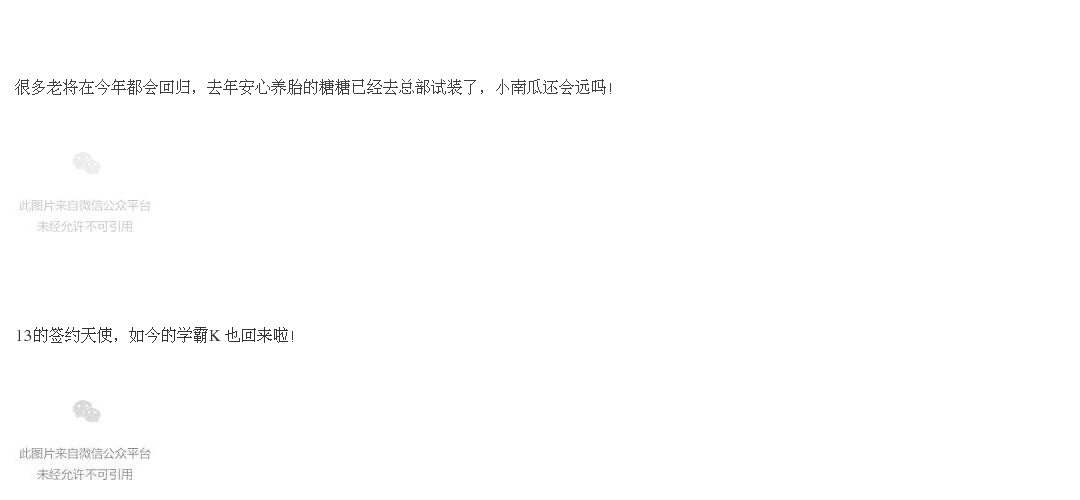 很多老将在今年都会回归，去年安心养胎的糖糖已经去总部试装了，小南瓜还会远吗！
此图片来自微信公众平台
未经允许不可引用
13的签约天使，如今的学霸K 也回来啦！
此图片来自微信公众平台
未经允许不可引用